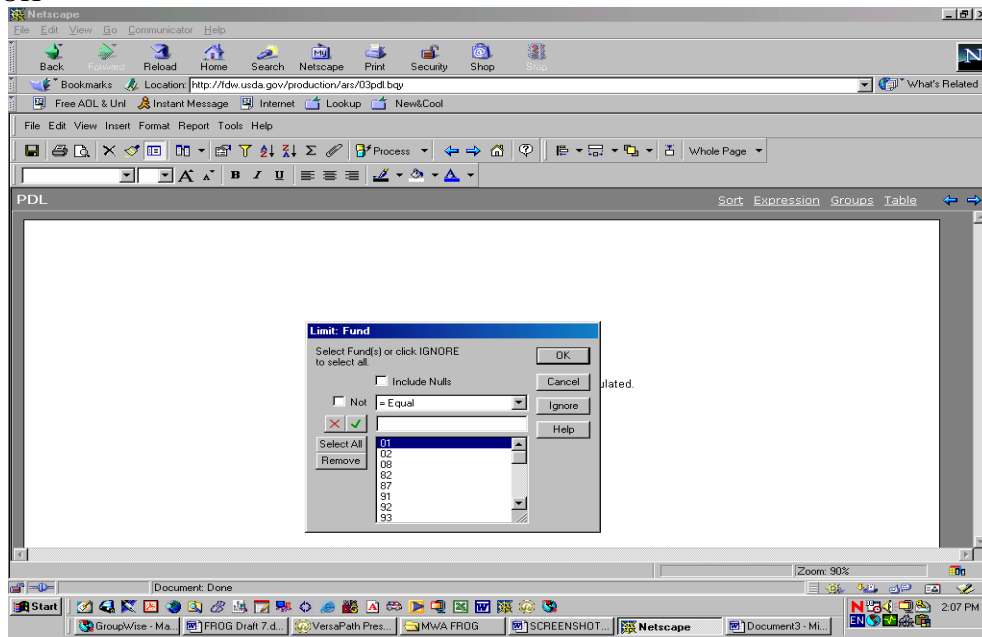 Netscape
File Edit View Go Communicator Help
Back Forward Reload Home Search Netscape Print Security Shop Stop
My
N
Bookmarks Location: http://fdw.usda.gov/production/ars/03pdl.bqy What's Related
Free AOL & Unl Instant Message Internet Lookup New&Cool
File Edit View Insert Format Report Tools Help
Process Whole Page
B I U
PDL Sort Expression Groups Table
Limit: Fund
Select Fund(s) or click IGNORE
to select all.
OK
Include Nulls Cancel
ulated.
Not = Equal Ignore
Help
Select All 01
Remove 02
08
82
87
91
92
93
Zoom: 90%
Document: Done
Start 2:07 PM
EN
GroupWise - Ma... FROG Draft 7.d... VersaPath Pres... MWA FROG SCREENSHOT... Netscape Document3 - Mi...